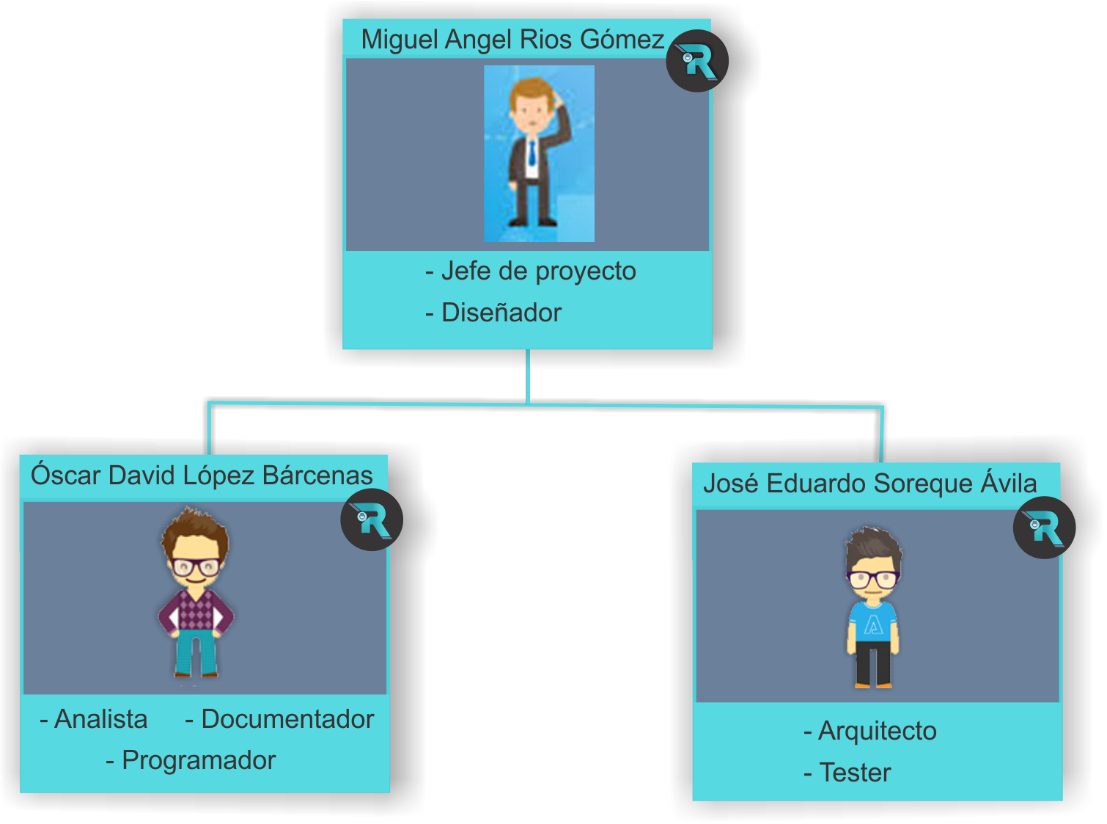 Miguel Angel Rios Gómez
R
- Jefe de proyecto
- Diseñador
Óscar David López Bárcenas
R
- Analista - Documentador
- Programador
José Eduardo Soreque Ávila
R
A
- Arquitecto
- Tester